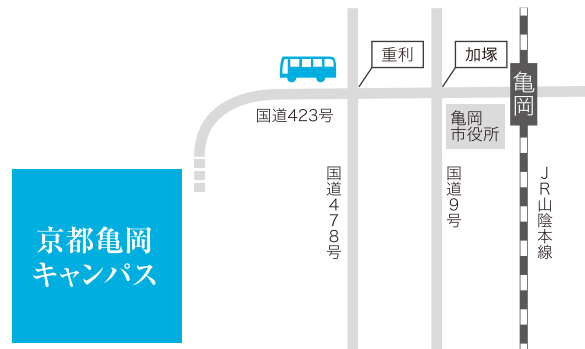 重利
加塚
亀岡
国道423号
亀岡
市役所
国道478号
国道9号
JR山陰本線
京都亀岡
キャンパス